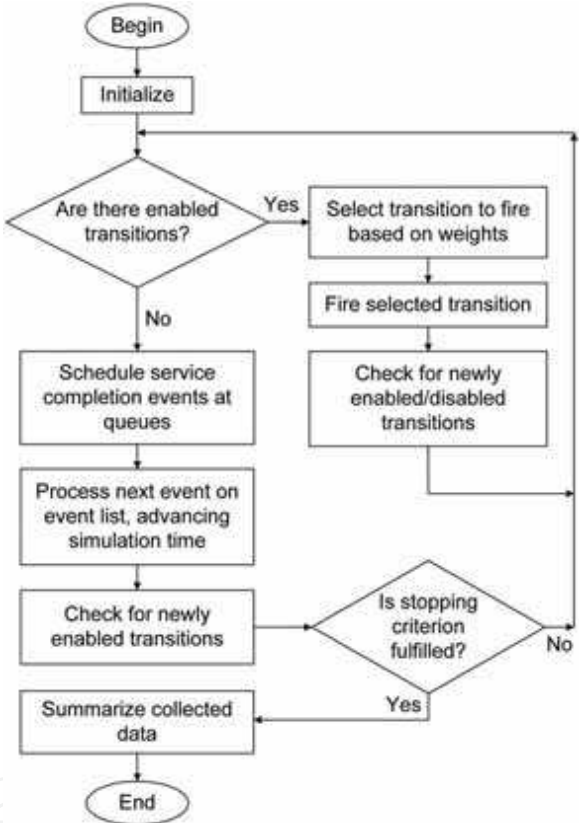 Begin
Initialize
Are there enabled
transitions?
Yes
Select transition to fire
based on weights
Fire selected transition
Check for newly
enabled/disabled
transitions
No
Schedule service
completion events at
queues
Process next event on
event list, advancing
simulation time
Check for newly
enabled transitions
Is stopping
criterion
fulfilled?
No
Yes
Summarize collected
data
End